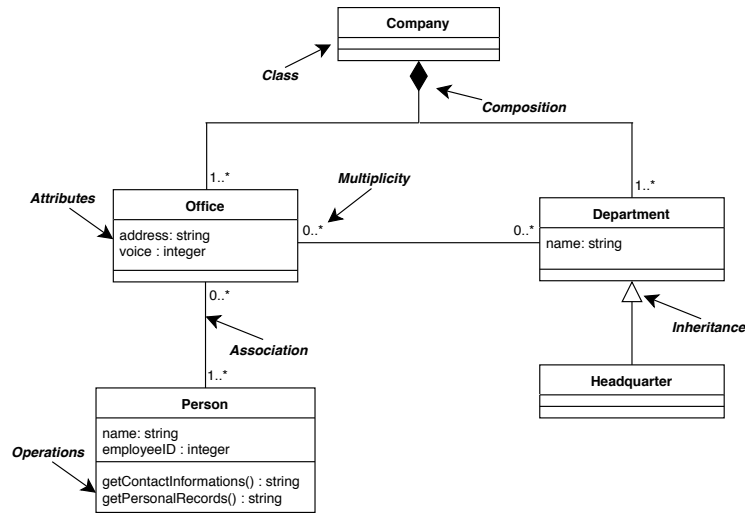 Company
Class
Composition
1..*
1..*
Attributes
Multiplicity
Office
address: string
voice : integer
0..*
0..*
Department
name: string
0..*
Inheritance
Association
1..*
Headquarter
Person
name: string
employeeID : integer
Operations
getContactInformations() : string
getPersonalRecords() : string